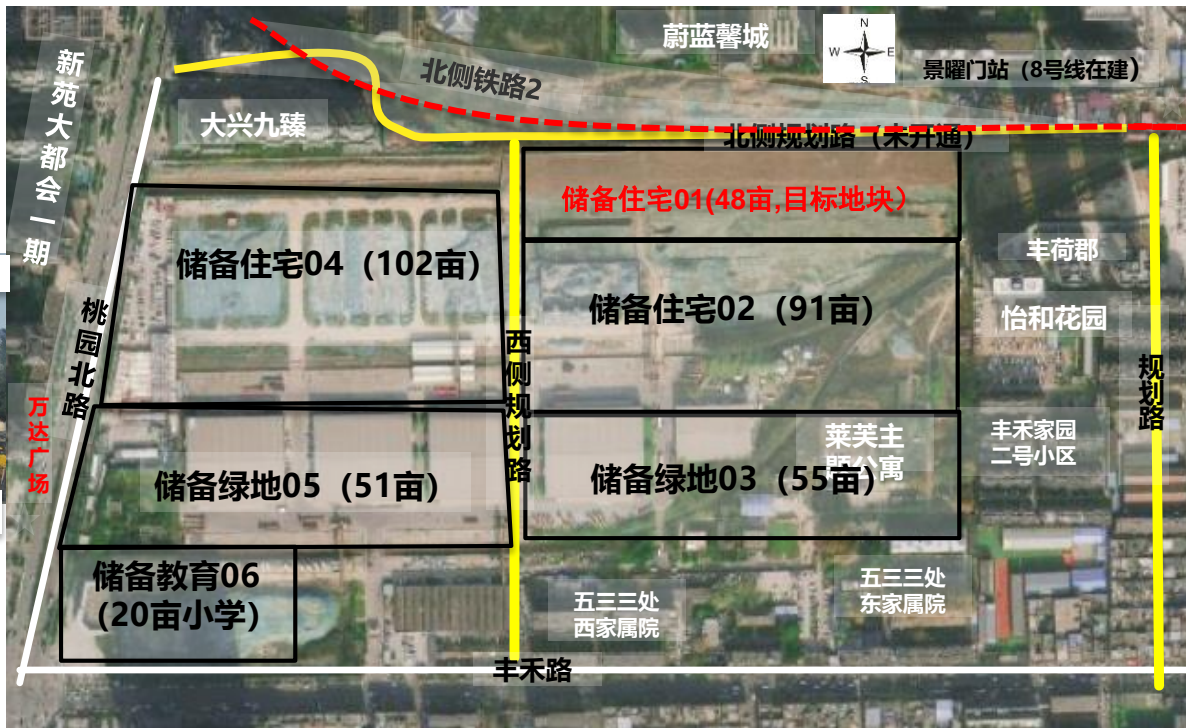 蔚蓝馨城
N
W
E
S
景曜门站（8号线在建）
新苑大都会一期
北侧铁路2
大兴九臻
北侧规划路（未开通）
储备住宅01(48亩,目标地块）
储备住宅04（102亩）
丰荷郡
储备住宅02（91亩）
怡和花园
桃园北路
西侧规划路
规划路
万达广场
莱芙主
题公寓
丰禾家园
二号小区
储备绿地05（51亩）
储备绿地03（55亩）
储备教育06
(20亩小学)
五三三处
西家属院
五三三处
东家属院
丰禾路